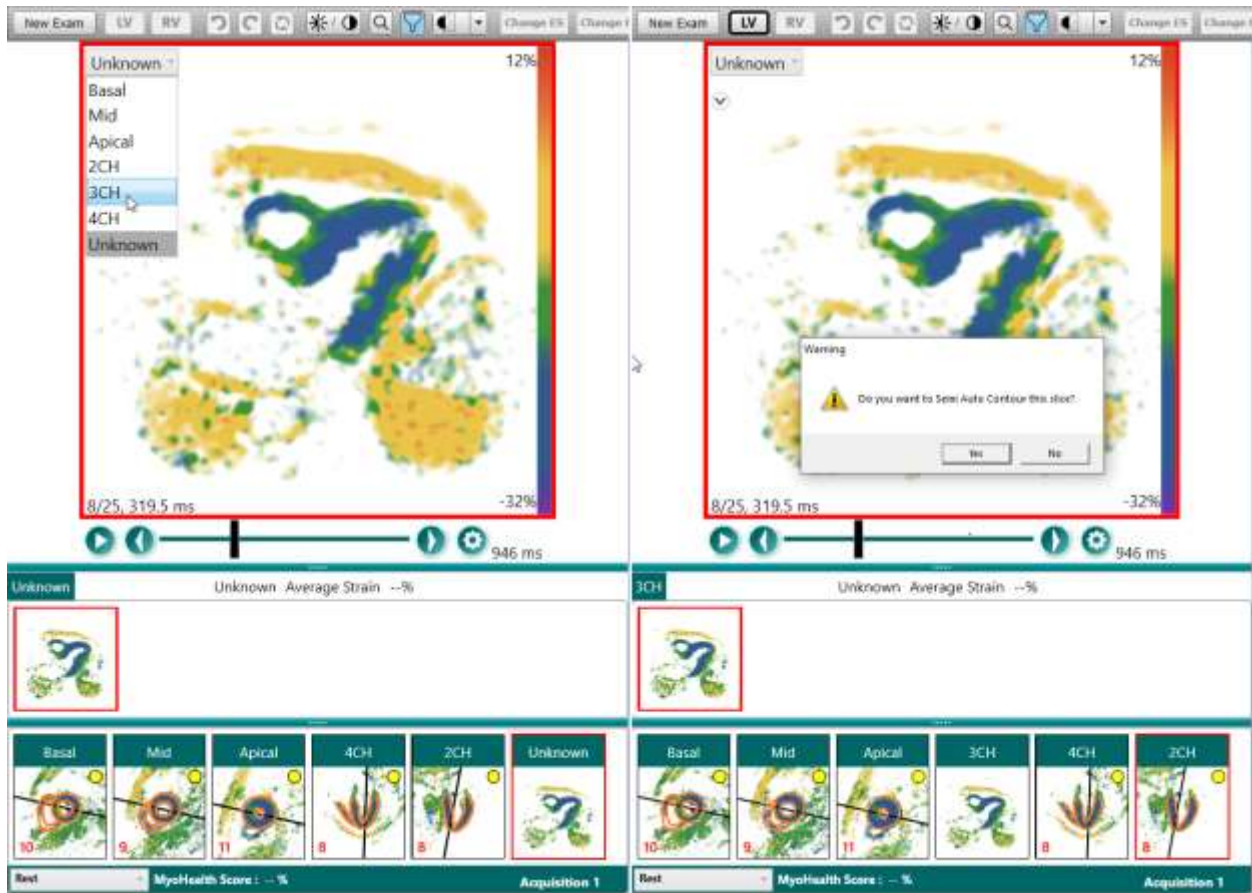 New Exam LV RV Change ES Change
Unknown
12%
Basal
Mid
Apical
2CH
3CH
4CH
Unknown
8/25, 319.5 ms
-32%
946 ms
Unknown Unknown Average Strain --%
Basal Mid Apical 4CH 2CH Unknown
10 9 11 8 8
Rest MyoHealth Score : -- % Acquisition 1
New Exam LV RV Change ES Change
Unknown
12%
Warning
Do you want to Semi Auto Contour this slice?
Yes No
8/25, 319.5 ms
-32%
946 ms
3CH Unknown Average Strain --%
Basal Mid Apical 3CH 4CH 2CH
10 9 11 8 8
Rest MyoHealth Score : -- % Acquisition 1